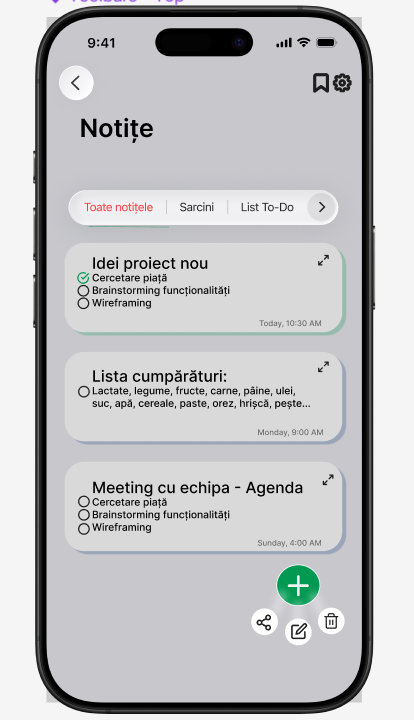 9:41
Notițe
Toate notițele
Sarcini
List To-Do
Idei proiect nou
Cercetare piață
Brainstorming funcționalități
Wireframing
Today, 10:30 AM
Lista cumpărături:
Lactate, legume, fructe, carne, pâine, ulei,
suc, apă, cereale, paste, orez, hrișcă, pește...
Monday, 9:00 AM
Meeting cu echipa - Agenda
Cercetare piață
Brainstorming funcționalități
Wireframing
Sunday, 4:00 AM